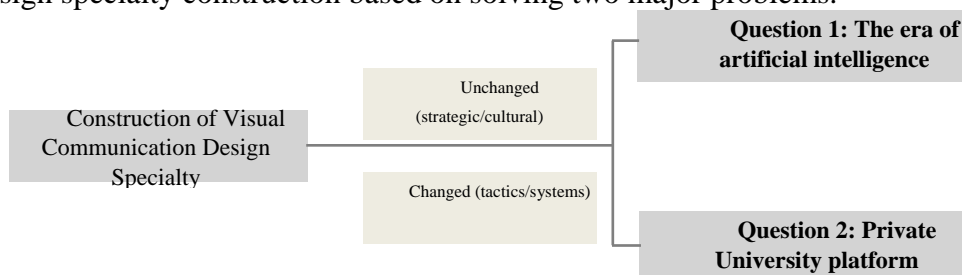 sign specialty construction based on solving two major problems.
Question 1: The era of
artificial intelligence
Unchanged
(strategic/cultural)
Construction of Visual
Communication Design
Specialty
Changed (tactics/systems)
Question 2: Private
University platform